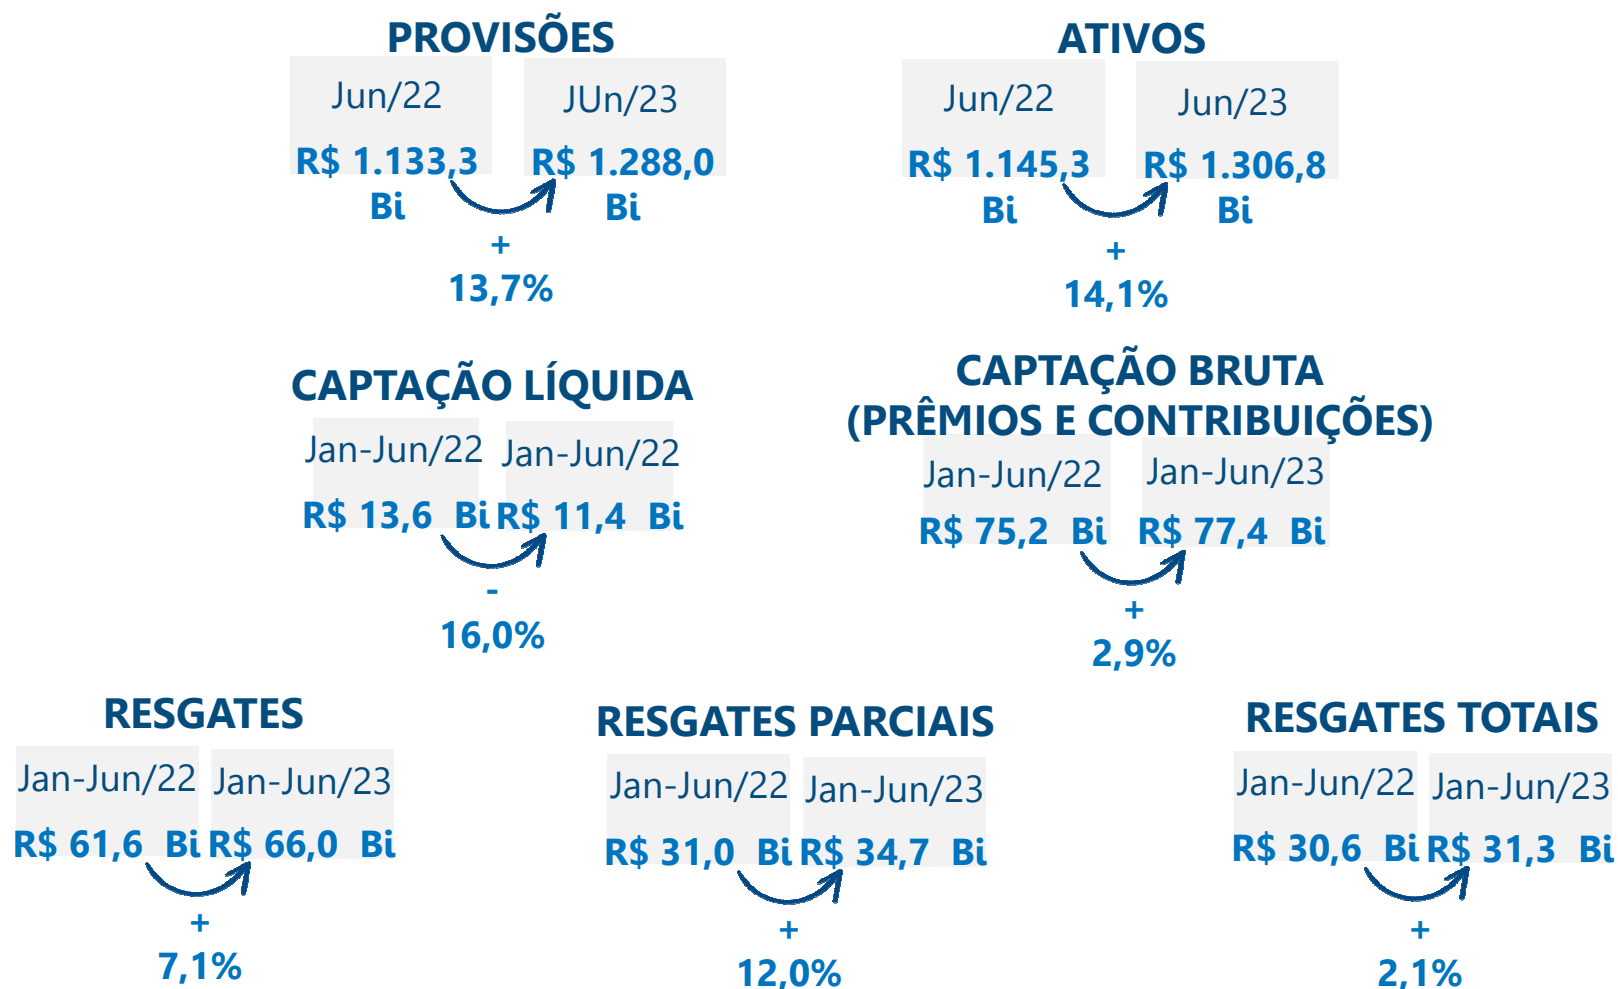 PROVISÕES
Jun/22
JUn/23
R$ 1.133,3
Bi
R$ 1.288,0
Bi
+
13,7%
ATIVOS
Jun/22
Jun/23
R$ 1.145,3
Bi
R$ 1.306,8
Bi
+
14,1%
CAPTAÇÃO LÍQUIDA
Jan-Jun/22
Jan-Jun/22
R$ 13,6 Bi
R$ 11,4 Bi
-
16,0%
CAPTAÇÃO BRUTA
(PRÊMIOS E CONTRIBUIÇÕES)
Jan-Jun/22
Jan-Jun/23
R$ 75,2 Bi
R$ 77,4 Bi
+
2,9%
RESGATES
Jan-Jun/22
Jan-Jun/23
R$ 61,6 Bi
R$ 66,0 Bi
+
7,1%
RESGATES PARCIAIS
Jan-Jun/22
Jan-Jun/23
R$ 31,0 Bi
R$ 34,7 Bi
+
12,0%
RESGATES TOTAIS
Jan-Jun/22
Jan-Jun/23
R$ 30,6 Bi
R$ 31,3 Bi
+
2,1%